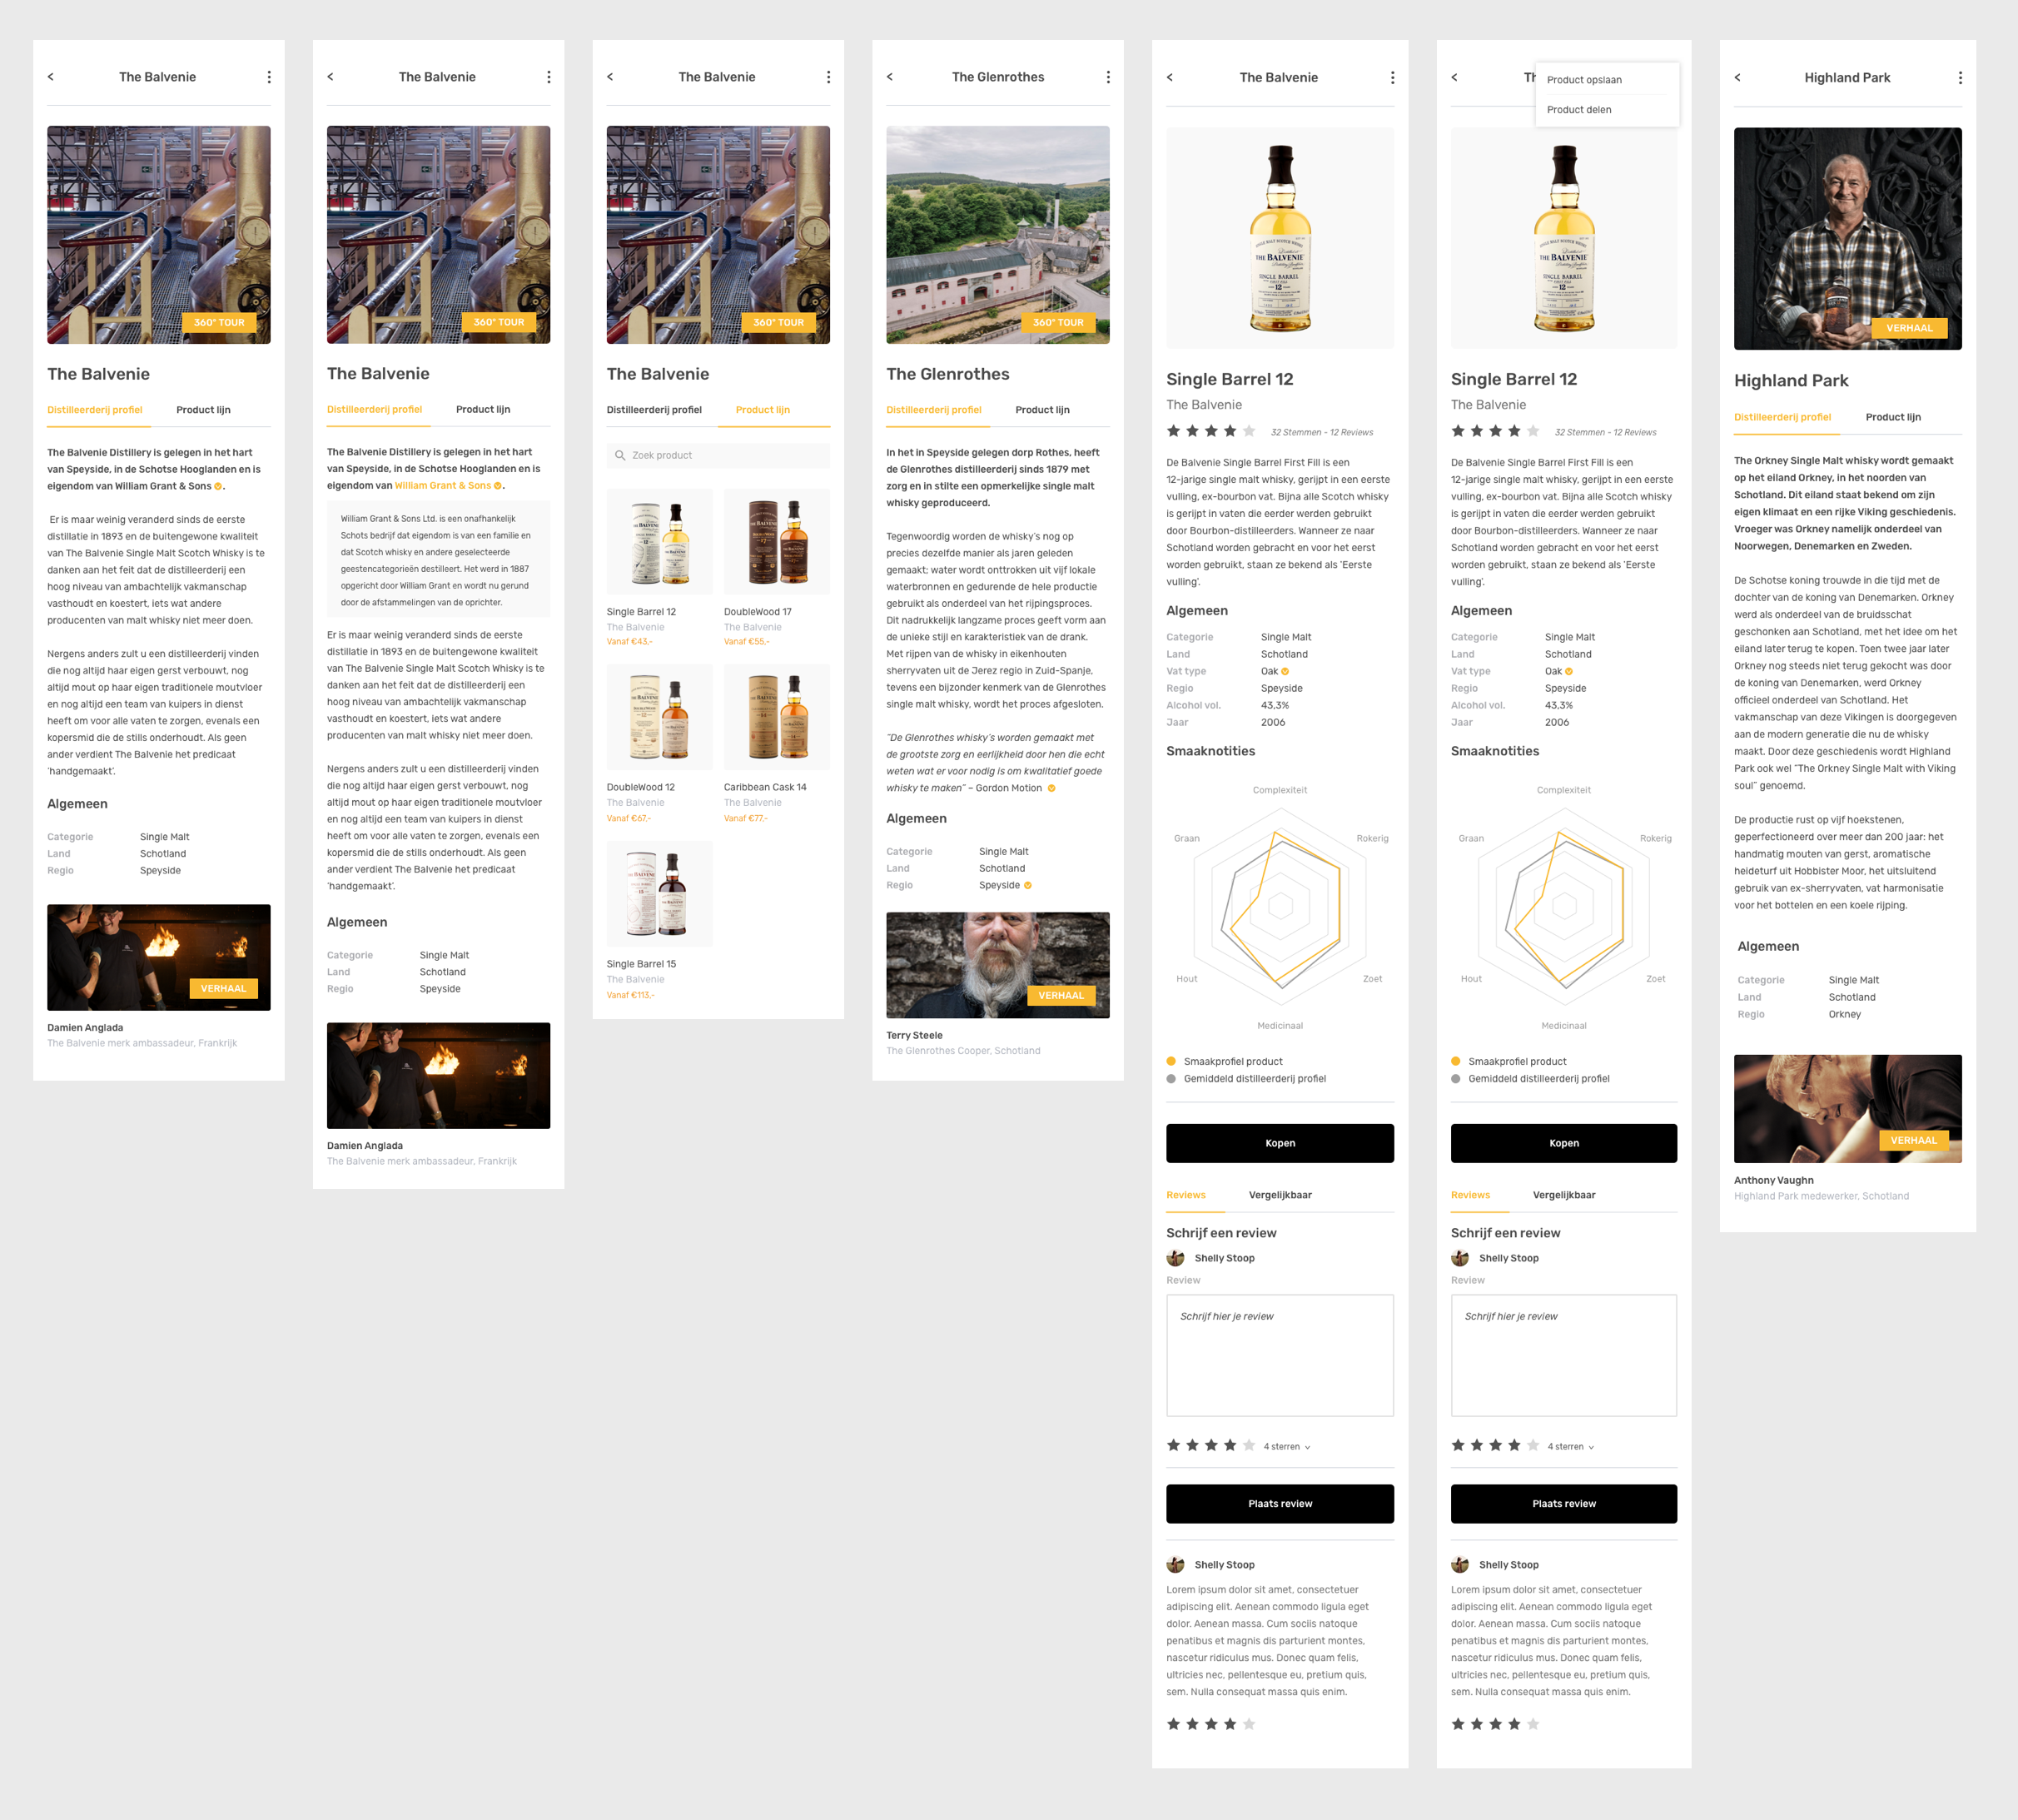 The Balvenie
360° TOUR
The Balvenie
Distilleerderij profiel
Product lijn
The Balvenie Distillery is gelegen in het hart
van Speyside, in de Schotse Hooglanden en is
eigendom van William Grant & Sons.
Er is maar weinig veranderd sinds de eerste
distillatie in 1893 en de buitengewone kwaliteit
van The Balvenie Single Malt Scotch Whisky is te
danken aan het feit dat de distilleerderij een
hoog niveau van ambachtelijk vakmanschap
vasthoudt en koestert, iets wat andere
producenten van malt whisky niet meer doen.
Nergens anders zult u een distilleerderij vinden
die nog altijd haar eigen gerst verbouwt, nog
altijd mout op haar eigen traditionele moutvloer
en nog altijd een team van kuipers in dienst
heeft om voor alle vaten te zorgen, evenals een
kopersmid die de stills onderhoudt. Als geen
ander verdient The Balvenie het predicaat
'handgemaakt'.
Algemeen
Categorie Single Malt
Land Schotland
Regio Speyside
VERHAAL
Damien Anglada
The Balvenie merk ambassadeur, Frankrijk
The Balvenie
360° TOUR
The Balvenie
Distilleerderij profiel
Product lijn
The Balvenie Distillery is gelegen in het hart
van Speyside, in de Schotse Hooglanden en is
eigendom van William Grant & Sons.
William Grant & Sons Ltd. is een onafhankelijk
Schots bedrijf dat eigendom is van een familie en
dat Scotch whisky en andere geselecteerde
geestencategorieën destilleert. Het werd in 1887
opgericht door William Grant en wordt nu gerund
door de afstammelingen van de oprichter.
Er is maar weinig veranderd sinds de eerste
distillatie in 1893 en de buitengewone kwaliteit
van The Balvenie Single Malt Scotch Whisky is te
danken aan het feit dat de distilleerderij een
hoog niveau van ambachtelijk vakmanschap
vasthoudt en koestert, iets wat andere
producenten van malt whisky niet meer doen.
Nergens anders zult u een distilleerderij vinden
die nog altijd haar eigen gerst verbouwt, nog
altijd mout op haar eigen traditionele moutvloer
en nog altijd een team van kuipers in dienst
heeft om voor alle vaten te zorgen, evenals een
kopersmid die de stills onderhoudt. Als geen
ander verdient The Balvenie het predicaat
'handgemaakt'.
Algemeen
Categorie Single Malt
Land Schotland
Regio Speyside
Damien Anglada
The Balvenie merk ambassadeur, Frankrijk
The Balvenie
360° TOUR
The Balvenie
Distilleerderij profiel
Product lijn
Zoek product
Single Barrel 12
The Balvenie
Vanaf €43,-
DoubleWood 17
The Balvenie
Vanaf €55,-
DoubleWood 12
The Balvenie
Vanaf €67,-
Caribbean Cask 14
The Balvenie
Vanaf €77,-
Single Barrel 15
The Balvenie
Vanaf €113,-
The Glenrothes
360° TOUR
The Glenrothes
Distilleerderij profiel
Product lijn
In het in Speyside gelegen dorp Rothes, heeft
de Glenrothes distilleerderij sinds 1879 met
zorg en in stilte een opmerkelijke single malt
whisky geproduceerd.
Tegenwoordig worden de whisky's nog op
precies dezelfde manier als jaren geleden
gemaakt; water wordt onttrokken uit vijf lokale
waterbronnen en gedurende de hele productie
gebruikt als onderdeel van het rijpingsproces.
Dit nadrukkelijk langzame proces geeft vorm aan
de unieke stijl en karakteristiek van de drank.
Met rijpen van de whisky in eikenhouten
sherryvaten uit de Jerez regio in Zuid-Spanje,
tevens een bijzonder kenmerk van de Glenrothes
single malt whisky, wordt het proces afgesloten.
"De Glenrothes whisky's worden gemaakt met
de grootste zorg en eerlijkheid door hen die echt
weten wat er voor nodig is om kwalitatief goede
whisky te maken" – Gordon Motion
Algemeen
Categorie Single Malt
Land Schotland
Regio Speyside
VERHAAL
Terry Steele
The Glenrothes Cooper, Schotland
The Balvenie
THE BALVENIE
SINGLE BARREL
12
Single Barrel 12
The Balvenie
32 Stemmen - 12 Reviews
De Balvenie Single Barrel First Fill is een
12-jarige single malt whisky, gerijpt in een eerste
vulling, ex-bourbon vat. Bijna alle Scotch whisky
is gerijpt in vaten die eerder werden gebruikt
door Bourbon-distilleerders. Wanneer ze naar
Schotland worden gebracht en voor het eerst
worden gebruikt, staan ze bekend als 'Eerste
vulling'.
Algemeen
Categorie Single Malt
Land Schotland
Vat type Oak
Regio Speyside
Alcohol vol. 43,3%
Jaar 2006
Smaaknotities
Complexiteit
Graan
Rokerig
Hout
Zoet
Medicinaal
Smaakprofiel product
Gemiddeld distilleerderij profiel
Kopen
Reviews
Vergelijkbaar
Schrijf een review
Shelly Stoop
Review
Schrijf hier je review
4 sterren
Plaats review
Shelly Stoop
Lorem ipsum dolor sit amet, consectetuer
adipiscing elit. Aenean commodo ligula eget
dolor. Aenean massa. Cum sociis natoque
penatibus et magnis dis parturient montes,
nascetur ridiculus mus. Donec quam felis,
ultricies nec, pellentesque eu, pretium quis,
sem. Nulla consequat massa quis enim.
Th
Product opslaan
Product delen
THE BALVENIE
SINGLE BARREL
12
Single Barrel 12
The Balvenie
32 Stemmen - 12 Reviews
De Balvenie Single Barrel First Fill is een
12-jarige single malt whisky, gerijpt in een eerste
vulling, ex-bourbon vat. Bijna alle Scotch whisky
is gerijpt in vaten die eerder werden gebruikt
door Bourbon-distilleerders. Wanneer ze naar
Schotland worden gebracht en voor het eerst
worden gebruikt, staan ze bekend als 'Eerste
vulling'.
Algemeen
Categorie Single Malt
Land Schotland
Vat type Oak
Regio Speyside
Alcohol vol. 43,3%
Jaar 2006
Smaaknotities
Complexiteit
Graan
Rokerig
Hout
Zoet
Medicinaal
Smaakprofiel product
Gemiddeld distilleerderij profiel
Kopen
Reviews
Vergelijkbaar
Schrijf een review
Shelly Stoop
Review
Schrijf hier je review
4 sterren
Plaats review
Shelly Stoop
Lorem ipsum dolor sit amet, consectetuer
adipiscing elit. Aenean commodo ligula eget
dolor. Aenean massa. Cum sociis natoque
penatibus et magnis dis parturient montes,
nascetur ridiculus mus. Donec quam felis,
ultricies nec, pellentesque eu, pretium quis,
sem. Nulla consequat massa quis enim.
Highland Park
VERHAAL
Highland Park
Distilleerderij profiel
Product lijn
The Orkney Single Malt whisky wordt gemaakt
op het eiland Orkney, in het noorden van
Schotland. Dit eiland staat bekend om zijn
eigen klimaat en een rijke Viking geschiedenis.
Vroeger was Orkney namelijk onderdeel van
Noorwegen, Denemarken en Zweden.
De Schotse koning trouwde in die tijd met de
dochter van de koning van Denemarken. Orkney
werd als onderdeel van de bruidsschat
geschonken aan Schotland, met het idee om het
eiland later terug te kopen. Toen twee jaar later
Orkney nog steeds niet terug gekocht was door
de koning van Denemarken, werd Orkney
officieel onderdeel van Schotland. Het
vakmanschap van deze Vikingen is doorgegeven
aan de modern generatie die nu de whisky
maakt. Door deze geschiedenis wordt Highland
Park ook wel "The Orkney Single Malt with Viking
soul" genoemd.
De productie rust op vijf hoekstenen,
geperfectioneerd over meer dan 200 jaar: het
handmatig mouten van gerst, aromatische
heideturf uit Hobbister Moor, het uitsluitend
gebruik van ex-sherryvaten, vat harmonisatie
voor het bottelen en een koele rijping.
Algemeen
Categorie Single Malt
Land Schotland
Regio Orkney
VERHAAL
Anthony Vaughn
Highland Park medewerker, Schotland